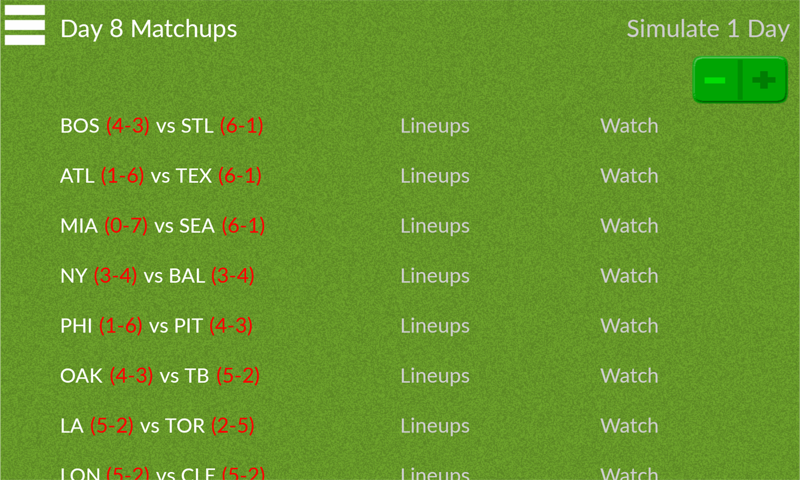 Day 8 Matchups Simulate 1 Day
BOS (4-3) vs STL (6-1) Lineups Watch
ATL (1-6) vs TEX (6-1) Lineups Watch
MIA (0-7) vs SEA (6-1) Lineups Watch
NY (3-4) vs BAL (3-4) Lineups Watch
PHI (1-6) vs PIT (4-3) Lineups Watch
OAK (4-3) vs TB (5-2) Lineups Watch
LA (5-2) vs TOR (2-5) Lineups Watch
LON (5-2) vs CLE (5-2) Lineups Watch